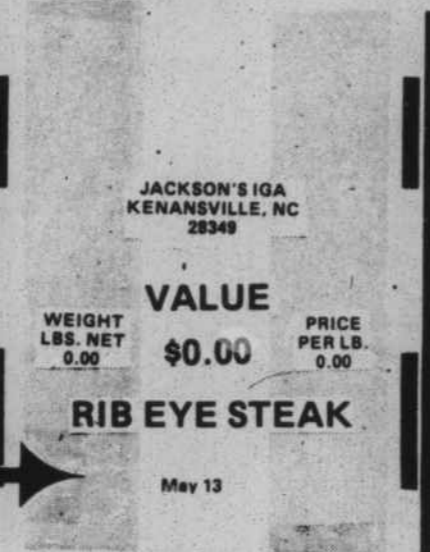 JACKSON'S IGA
KENANSVILLE, NC
28349
VALUE
$0.00
WEIGHT
LBS. NET
0.00
PRICE
PER LB.
0.00
RIB EYE STEAK
May 13